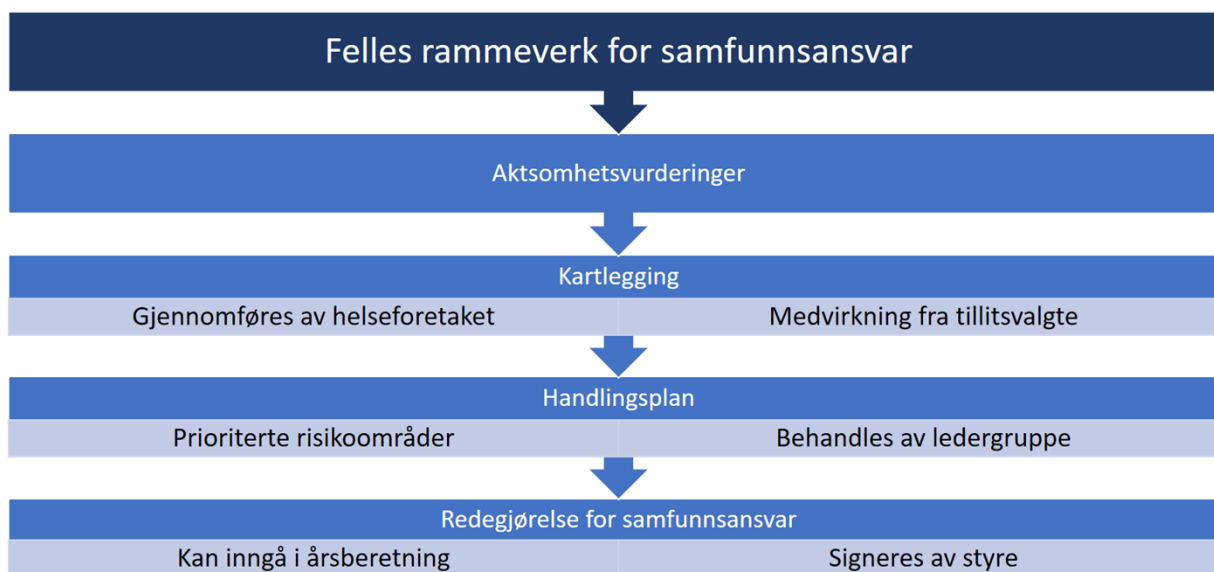 Felles rammeverk for samfunnsansvar
Aktsomhetsvurderinger
Kartlegging
Gjennomføres av helseforetaket
Medvirkning fra tillitsvalgte
Handlingsplan
Prioriterte risikoområder
Behandles av ledergruppe
Redegjørelse for samfunnsansvar
Kan inngå i årsberetning
Signeres av styre